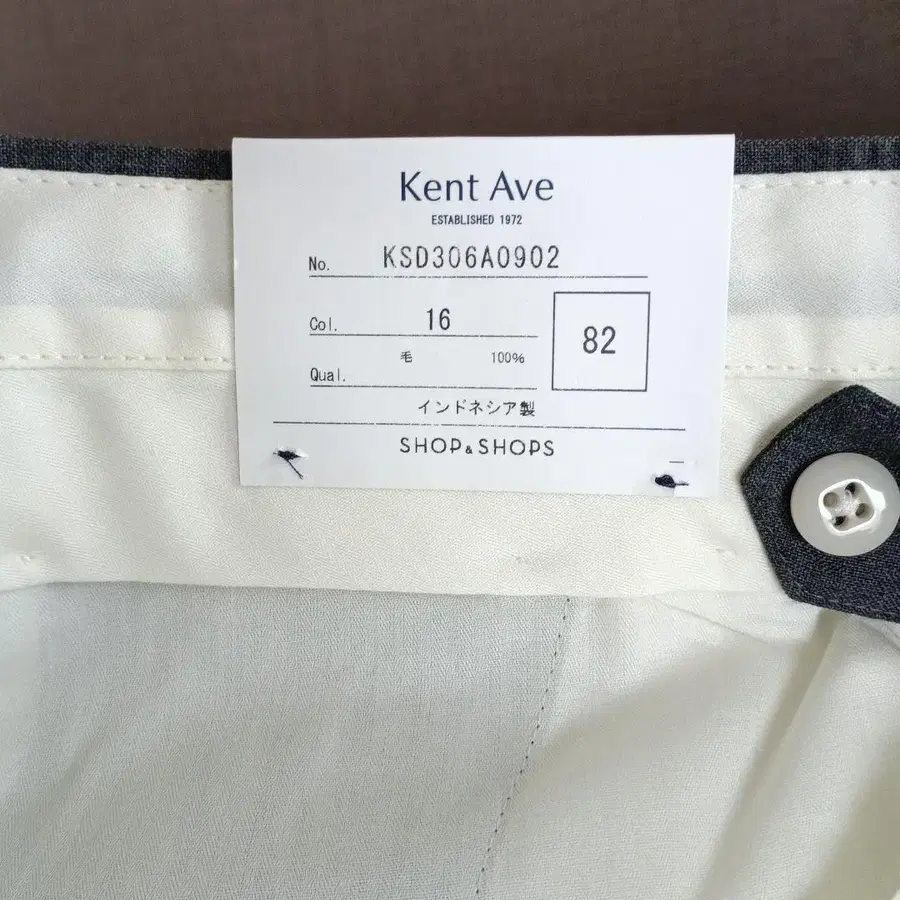 Kent Ave
ESTABLISHED 1972
No. KSD306A0902
Col. 16
82
毛 100%
Qual.
インドネシア製
SHOP&SHOPS